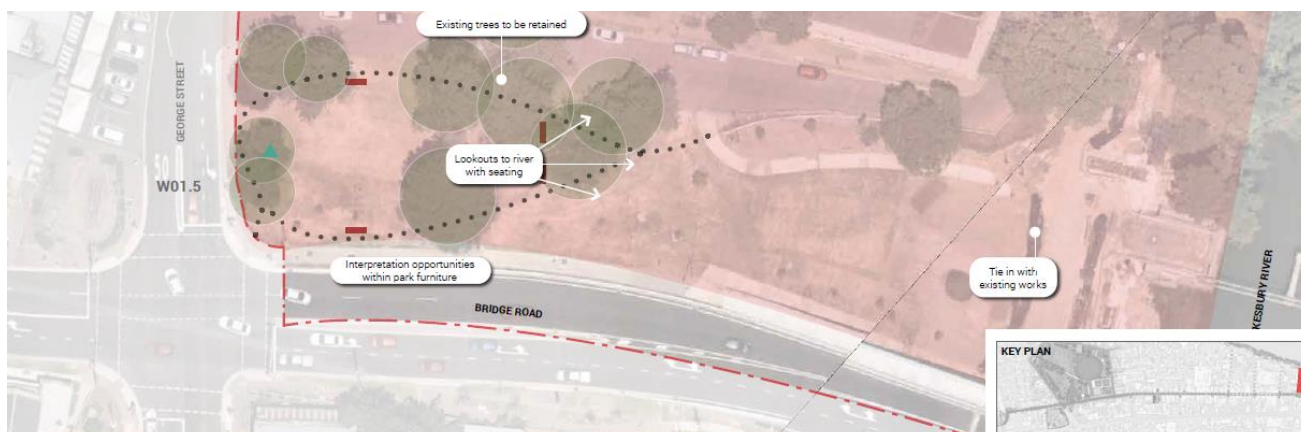 Existing trees to be retained
GEORGE STREET
Lookouts to river
with seating
W01.5
Interpretation opportunities
within park furniture
Tie in with
existing works
BRIDGE ROAD
KESBURY RIVER
KEY PLAN